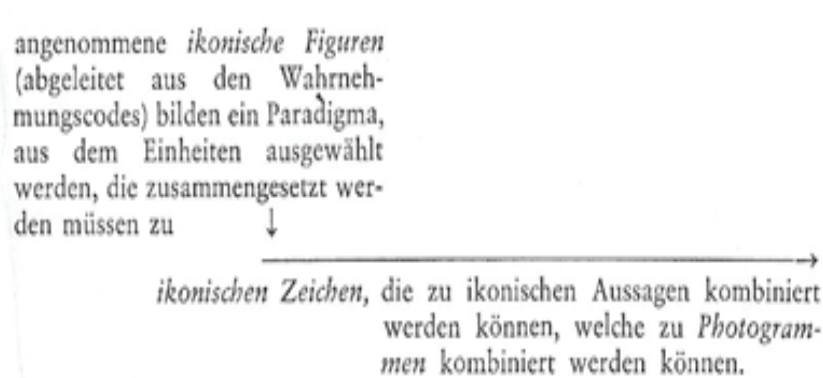 angenommene ikonische Figuren
(abgeleitet aus den Wahrneh-
mungscodes) bilden ein Paradigma,
aus dem Einheiten ausgewählt
werden, die zusammengesetzt wer-
den müssen zu ↓
ikonischen Zeichen, die zu ikonischen Aussagen kombiniert
werden können, welche zu Photogram-
men kombiniert werden können.